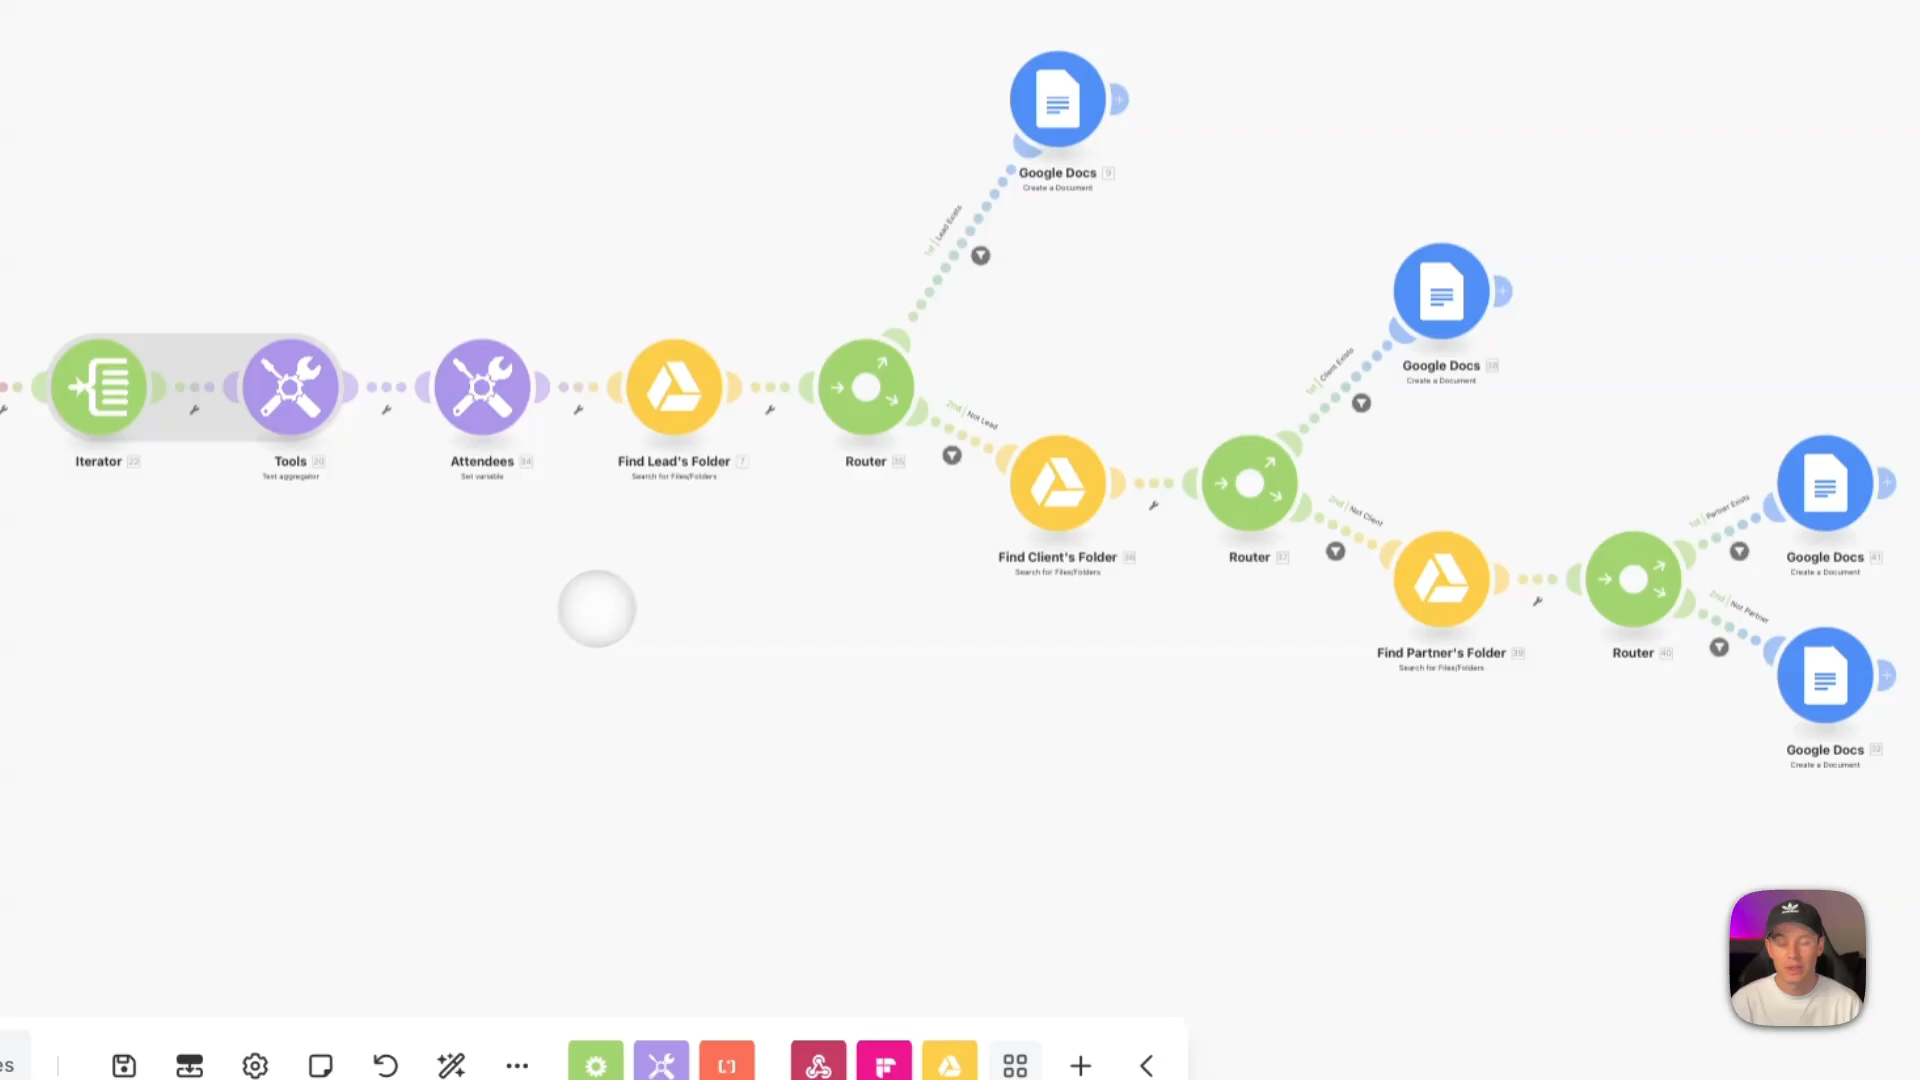 Google Docs 9
Create a Document
1st | Lead Exists
Google Docs 38
Create a Document
1st | Client Exists
Iterator 22
Tools 20
Text aggregator
Attendees 34
Set variable
Find Lead's Folder 7
Search for Files/Folders
Router 35
2nd | Not Lead
Find Client's Folder 36
Search for Files/Folders
Router 37
2nd | Not Client
Find Partner's Folder 39
Search for Files/Folders
Router 40
1st | Partner Exists
Google Docs 41
Create a Document
2nd | Not Partner
Google Docs
Create a Document
es